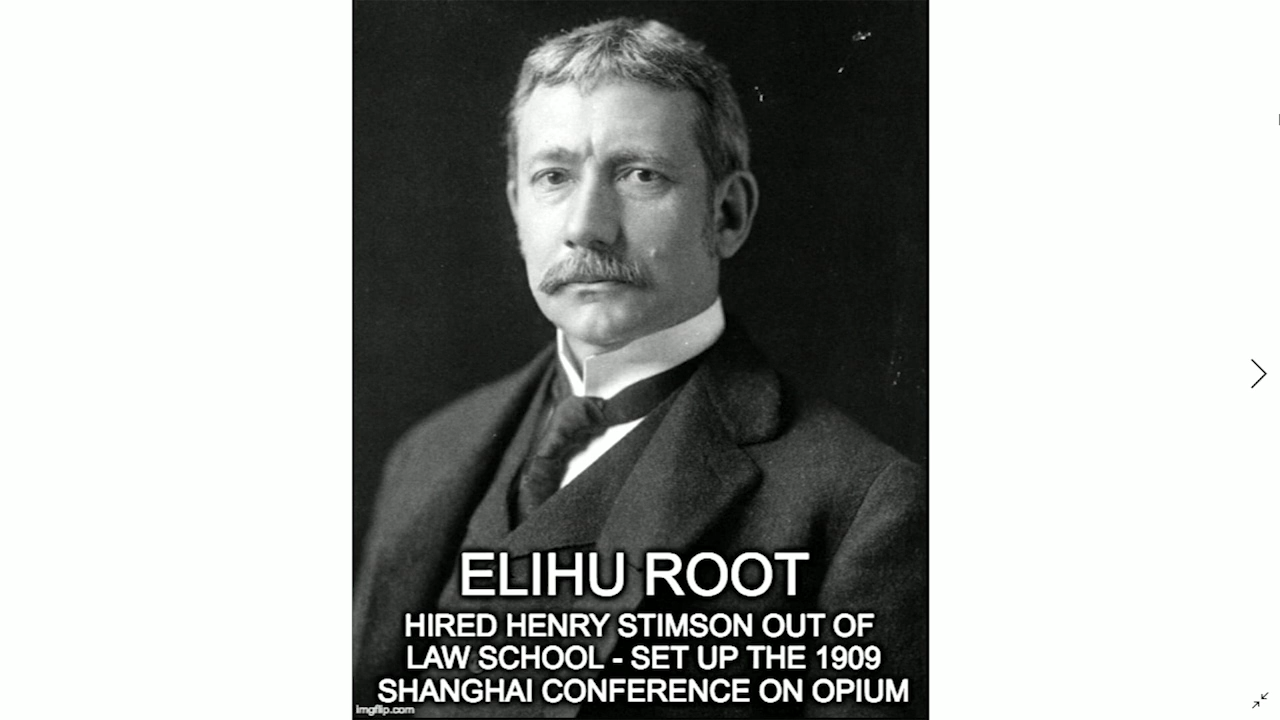 ELIHU ROOT
HIRED HENRY STIMSON OUT OF
LAW SCHOOL - SET UP THE 1909
SHANGHAI CONFERENCE ON OPIUM
imgflip.com